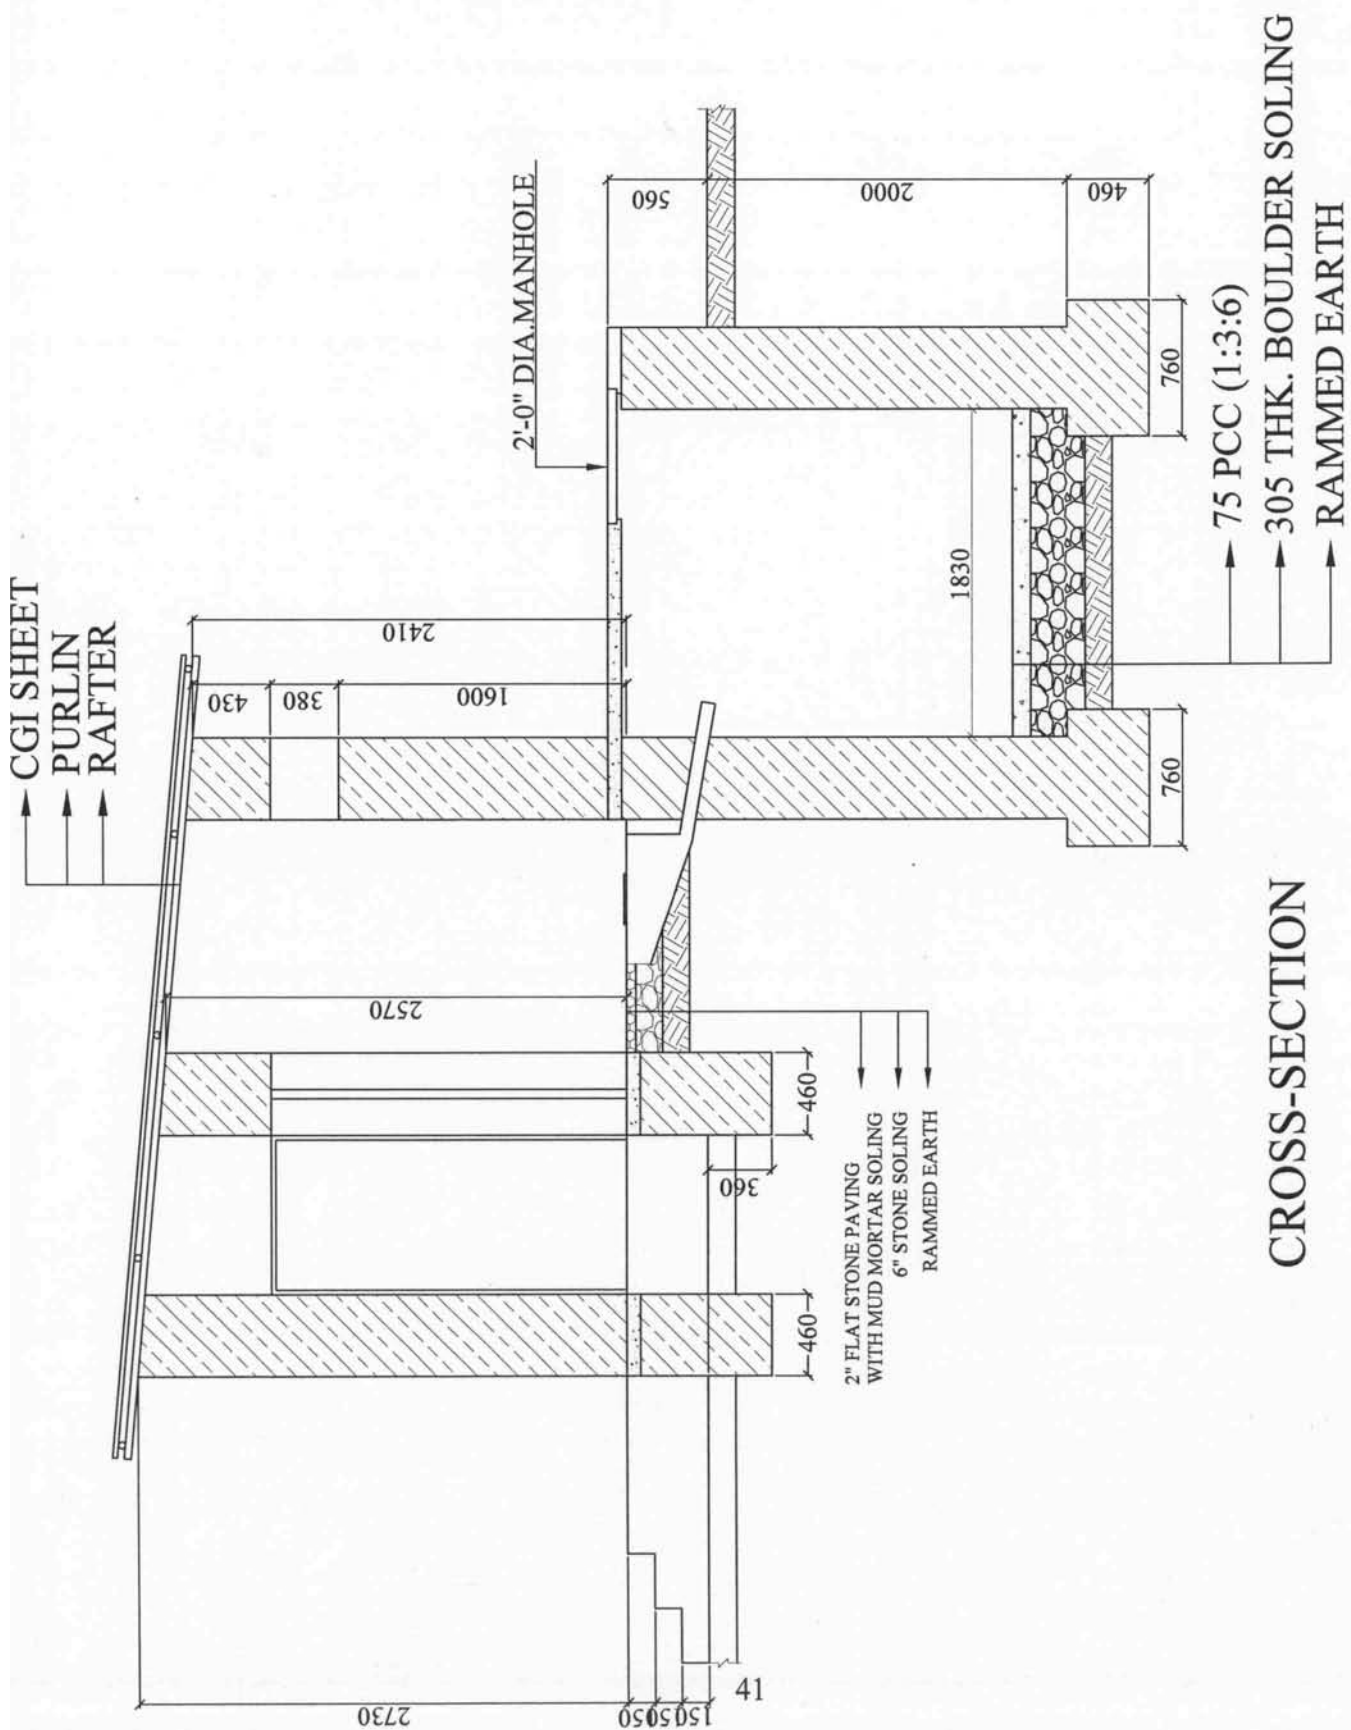 CGI SHEET
PURLIN
RAFTER
2'-0" DIA.MANHOLE
430
380
1600
2410
560
2000
460
2570
1830
760
760
460
460
360
2730
150
150
150
75 PCC (1:3:6)
305 THK. BOULDER SOLING
RAMMED EARTH
2" FLAT STONE PAVING
WITH MUD MORTAR SOLING
6" STONE SOLING
RAMMED EARTH
CROSS-SECTION
41